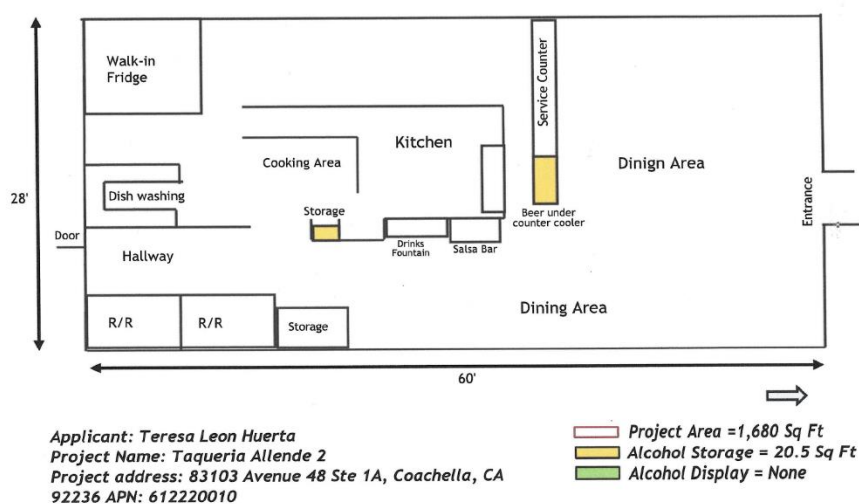 Walk-in
Fridge
Service Counter
Kitchen
Cooking Area
Dinign Area
28'
Dish washing
Entrance
Storage
Beer under
counter cooler
Door
Drinks
Fountain
Salsa Bar
Hallway
R/R
R/R
Storage
Dining Area
60'
Applicant: Teresa Leon Huerta
Project Name: Taqueria Allende 2
Project address: 83103 Avenue 48 Ste 1A, Coachella, CA
92236 APN: 612220010
Project Area =1,680 Sq Ft
Alcohol Storage = 20.5 Sq Ft
Alcohol Display = None